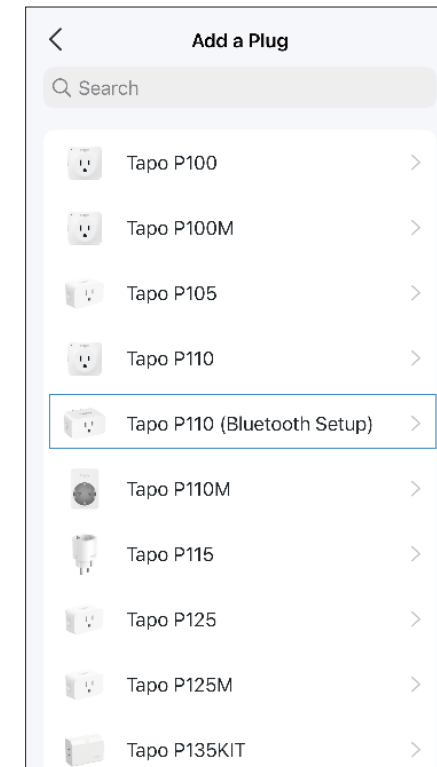 Add a Plug
Search
Tapo P100
Tapo P100M
Tapo P105
Tapo P110
Tapo P110 (Bluetooth Setup)
Tapo P110M
Tapo P115
Tapo P125
Tapo P125M
Tapo P135KIT